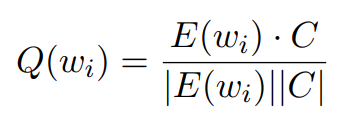 Q(w_i) = \frac{E(w_i) \cdot C}{|E(w_i)||C|}